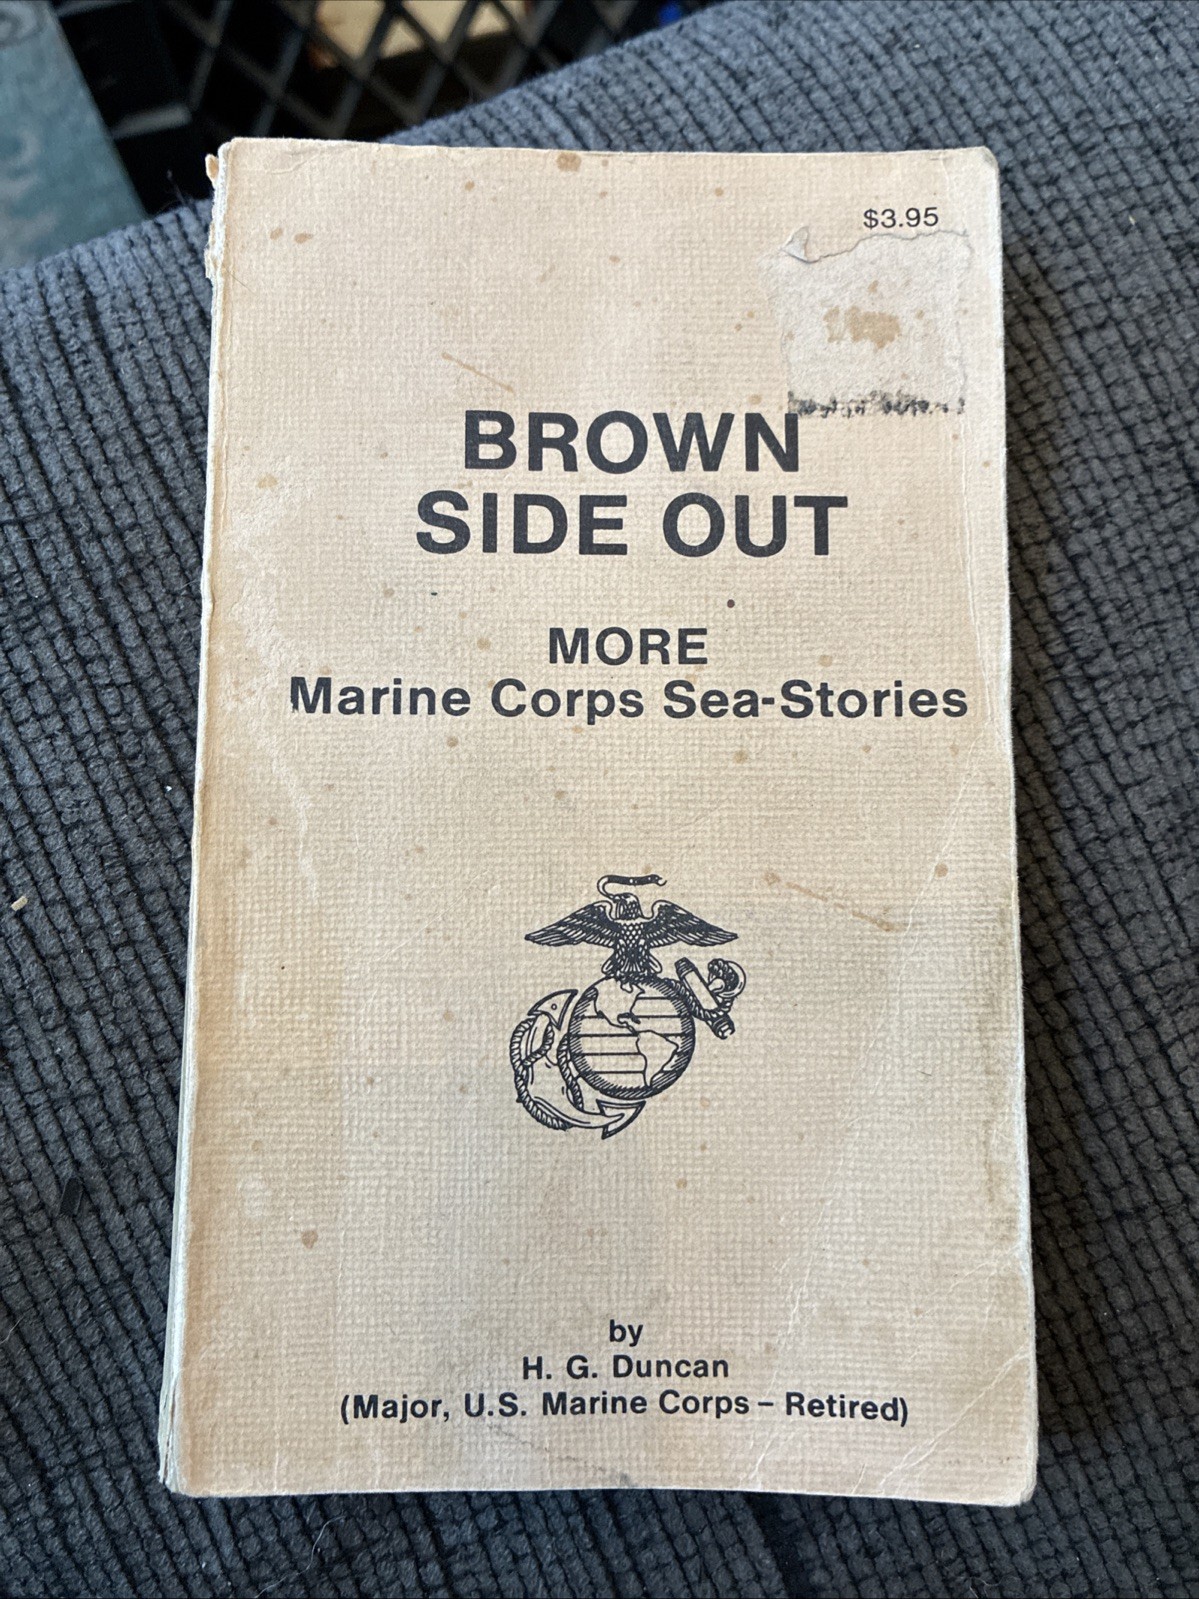 $3.95
BROWN
SIDE OUT
MORE
Marine Corps Sea-Stories
by
H. G. Duncan
(Major, U.S. Marine Corps – Retired)